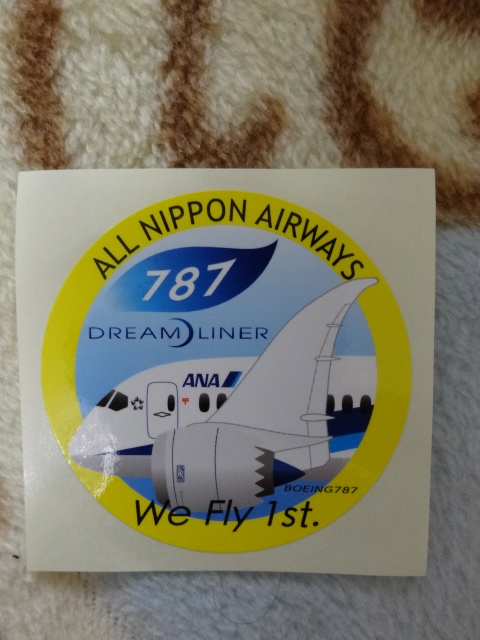 ALL NIPPON AIRWAYS
787
DREAMLINER
ANA
BOEING787
We Fly 1st.